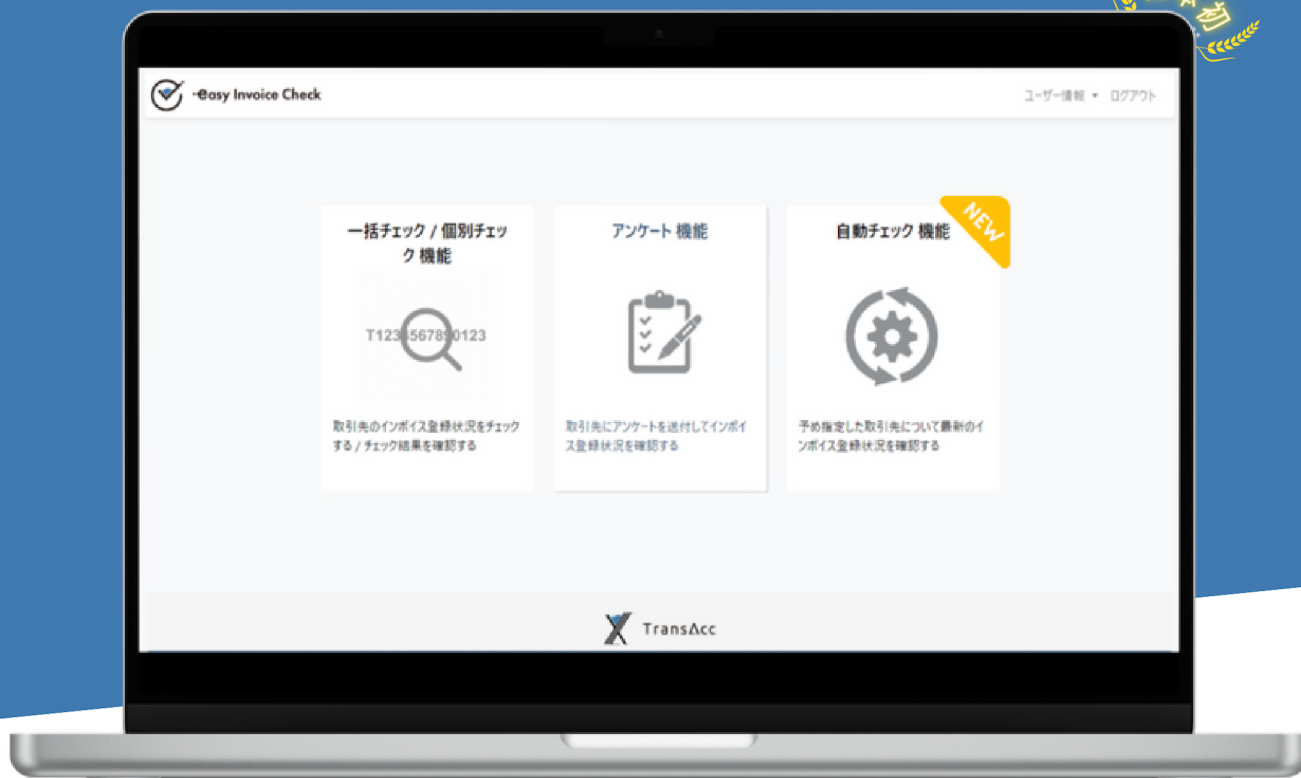 初
-easy Invoice Check
ユーザー情報 ログアウト
一括チェック / 個別チェッ
ク 機能
T1234567890123
取引先のインボイス登録状況をチェック
する / チェック結果を確認する
アンケート 機能
取引先にアンケートを送付してインボイ
ス登録状況を確認する
NEW
自動チェック 機能
予め指定した取引先について最新のイ
ンボイス登録状況を確認する
TransAcc